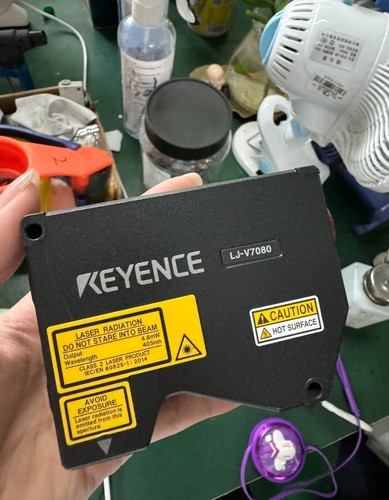 KEYENCE
LJ-V7080
LASER RADIATION
DO NOT STARE INTO BEAM
Output 4.8mW
Wavelength 405nm
CLASS 2 LASER PRODUCT
IEC/EN 60825-1: 2014
CAUTION
HOT SURFACE
AVOID
EXPOSURE
Laser radiation is
emitted from this
aperture.
2